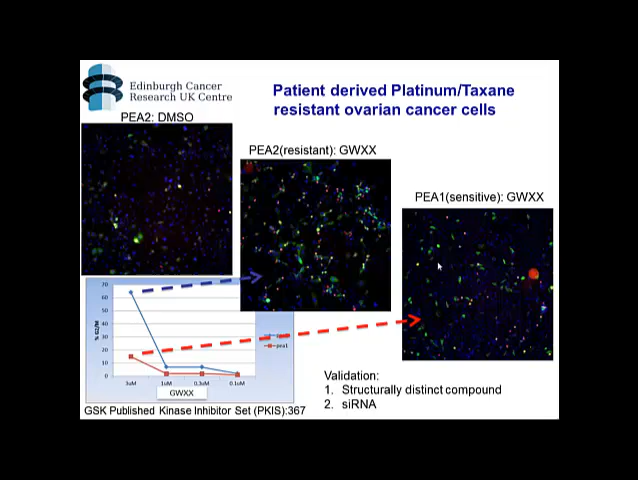 Edinburgh Cancer
Research UK Centre
Patient derived Platinum/Taxane
resistant ovarian cancer cells
PEA2: DMSO
PEA2(resistant): GWXX
PEA1(sensitive): GWXX
70
60
50
40
30
20
10
0
% G2/M
3uM 1uM 0.3uM 0.1uM
pea1
GWXX
GSK Published Kinase Inhibitor Set (PKIS):367
Validation:
1. Structurally distinct compound
2. siRNA